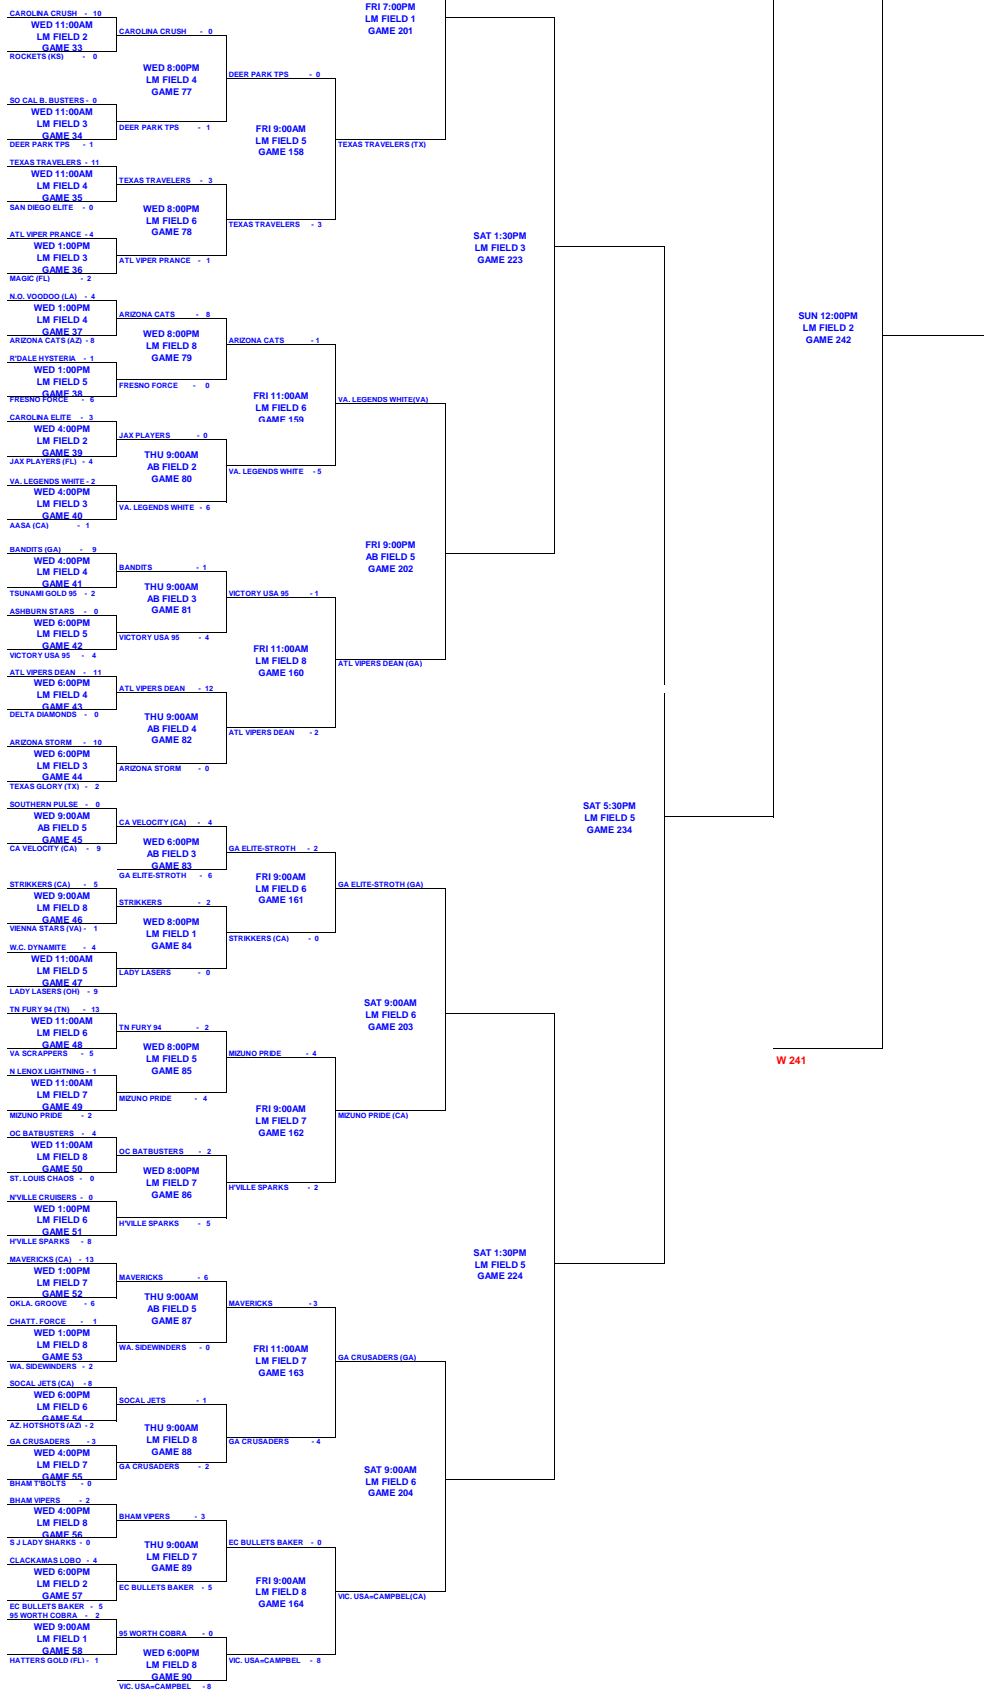 CAROLINA CRUSH - 10
WED 11:00AM
LM FIELD 2
GAME 33
ROCKETS (KS) - 0
SO CAL B. BUSTERS - 0
WED 11:00AM
LM FIELD 3
GAME 34
DEER PARK TPS - 1
TEXAS TRAVELERS - 11
WED 11:00AM
LM FIELD 4
GAME 35
SAN DIEGO ELITE - 0
ATL VIPER PRANCE - 4
WED 1:00PM
LM FIELD 3
GAME 36
MAGIC (FL) - 2
N.O. VOODOO (LA) - 4
WED 1:00PM
LM FIELD 4
GAME 37
ARIZONA CATS (AZ) - 8
R'DALE HYSTERIA - 1
WED 1:00PM
LM FIELD 5
GAME 38
FRESNO FORCE - 6
CAROLINA ELITE - 3
WED 4:00PM
LM FIELD 2
GAME 39
JAX PLAYERS (FL) - 4
VA. LEGENDS WHITE - 2
WED 4:00PM
LM FIELD 3
GAME 40
AASA (CA) - 1
BANDITS (GA) - 9
WED 4:00PM
LM FIELD 4
GAME 41
TSUNAMI GOLD 95 - 2
ASHBURN STARS - 0
WED 6:00PM
LM FIELD 5
GAME 42
VICTORY USA 95 - 4
ATL VIPERS DEAN - 11
WED 6:00PM
LM FIELD 4
GAME 43
DELTA DIAMONDS - 0
ARIZONA STORM - 10
WED 6:00PM
LM FIELD 3
GAME 44
TEXAS GLORY (TX) - 2
SOUTHERN PULSE - 0
WED 9:00AM
AB FIELD 5
GAME 45
CA VELOCITY (CA) - 9
STRIKKERS (CA) - 5
WED 9:00AM
LM FIELD 8
GAME 46
VIENNA STARS (VA) - 1
W.C. DYNAMITE - 4
WED 11:00AM
LM FIELD 5
GAME 47
LADY LASERS (OH) - 9
TN FURY 94 (TN) - 13
WED 11:00AM
LM FIELD 6
GAME 48
VA SCRAPPERS - 5
N LENOX LIGHTNING - 1
WED 11:00AM
LM FIELD 7
GAME 49
MIZUNO PRIDE - 2
OC BATBUSTERS - 4
WED 11:00AM
LM FIELD 8
GAME 50
ST. LOUIS CHAOS - 0
N'VILLE CRUISERS - 0
WED 1:00PM
LM FIELD 6
GAME 51
H'VILLE SPARKS - 8
MAVERICKS (CA) - 13
WED 1:00PM
LM FIELD 7
GAME 52
OKLA. GROOVE - 6
CHATT. FORCE - 1
WED 1:00PM
LM FIELD 8
GAME 53
WA. SIDEWINDERS - 2
SOCAL JETS (CA) - 8
WED 6:00PM
LM FIELD 6
GAME 54
AZ. HOTSHOTS (AZ) - 2
GA CRUSADERS - 3
WED 4:00PM
LM FIELD 7
GAME 55
BHAM T'BOLTS - 0
BHAM VIPERS - 2
WED 4:00PM
LM FIELD 8
GAME 56
S J LADY SHARKS - 0
CLACKAMAS LOBO - 4
WED 6:00PM
LM FIELD 2
GAME 57
EC BULLETS BAKER - 5
95 WORTH COBRA - 2
WED 9:00AM
LM FIELD 1
GAME 58
HATTERS GOLD (FL) - 1
CAROLINA CRUSH - 0
WED 8:00PM
LM FIELD 4
GAME 77
DEER PARK TPS - 1
TEXAS TRAVELERS - 3
WED 8:00PM
LM FIELD 6
GAME 78
ATL VIPER PRANCE - 1
ARIZONA CATS - 8
WED 8:00PM
LM FIELD 8
GAME 79
FRESNO FORCE - 0
JAX PLAYERS - 0
THU 9:00AM
AB FIELD 2
GAME 80
VA. LEGENDS WHITE - 6
BANDITS - 1
THU 9:00AM
AB FIELD 3
GAME 81
VICTORY USA 95 - 4
ATL VIPERS DEAN - 12
THU 9:00AM
AB FIELD 4
GAME 82
ARIZONA STORM - 0
CA VELOCITY (CA) - 4
WED 6:00PM
AB FIELD 3
GAME 83
GA ELITE-STROTH - 6
STRIKKERS - 2
WED 8:00PM
LM FIELD 1
GAME 84
LADY LASERS - 0
TN FURY 94 - 2
WED 8:00PM
LM FIELD 5
GAME 85
MIZUNO PRIDE - 4
OC BATBUSTERS - 2
WED 8:00PM
LM FIELD 7
GAME 86
H'VILLE SPARKS - 5
MAVERICKS - 6
THU 9:00AM
AB FIELD 5
GAME 87
WA. SIDEWINDERS - 0
SOCAL JETS - 1
THU 9:00AM
LM FIELD 8
GAME 88
GA CRUSADERS - 2
BHAM VIPERS - 3
THU 9:00AM
LM FIELD 7
GAME 89
EC BULLETS BAKER - 5
95 WORTH COBRA - 0
WED 6:00PM
LM FIELD 8
GAME 90
VIC. USA=CAMPBEL - 8
DEER PARK TPS - 0
FRI 9:00AM
LM FIELD 5
GAME 158
TEXAS TRAVELERS - 3
ARIZONA CATS - 1
FRI 11:00AM
LM FIELD 6
GAME 159
VA. LEGENDS WHITE - 5
VICTORY USA 95 - 1
FRI 11:00AM
LM FIELD 8
GAME 160
ATL VIPERS DEAN - 2
GA ELITE-STROTH - 2
FRI 9:00AM
LM FIELD 6
GAME 161
STRIKKERS (CA) - 0
MIZUNO PRIDE - 4
FRI 9:00AM
LM FIELD 7
GAME 162
H'VILLE SPARKS - 2
MAVERICKS - 3
FRI 11:00AM
LM FIELD 7
GAME 163
GA CRUSADERS - 4
EC BULLETS BAKER - 0
FRI 9:00AM
LM FIELD 8
GAME 164
VIC. USA=CAMPBEL - 8
FRI 7:00PM
LM FIELD 1
GAME 201
TEXAS TRAVELERS (TX)
VA. LEGENDS WHITE(VA)
FRI 9:00PM
AB FIELD 5
GAME 202
ATL VIPERS DEAN (GA)
GA ELITE-STROTH (GA)
SAT 9:00AM
LM FIELD 6
GAME 203
MIZUNO PRIDE (CA)
GA CRUSADERS (GA)
SAT 9:00AM
LM FIELD 6
GAME 204
VIC. USA=CAMPBEL(CA)
SAT 1:30PM
LM FIELD 3
GAME 223
SAT 1:30PM
LM FIELD 5
GAME 224
SAT 5:30PM
LM FIELD 5
GAME 234
SUN 12:00PM
LM FIELD 2
GAME 242
W 241